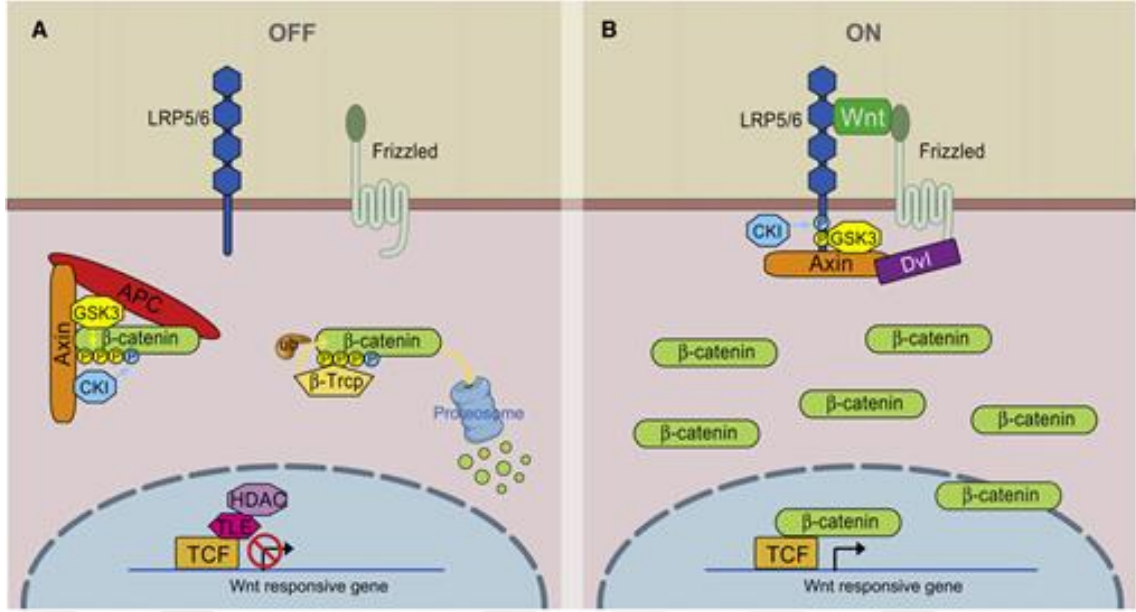 A
OFF
LRP5/6
Frizzled
APC
Axin
GSK3
β-catenin
P P P P
CKI
ub
β-catenin
P P P P
β-Trcp
Proteosome
HDAC
TLE
TCF
Wnt responsive gene
B
ON
LRP5/6
Wnt
Frizzled
CKI
P
P
GSK3
Axin
Dvl
β-catenin
β-catenin
β-catenin
β-catenin
β-catenin
β-catenin
β-catenin
TCF
Wnt responsive gene